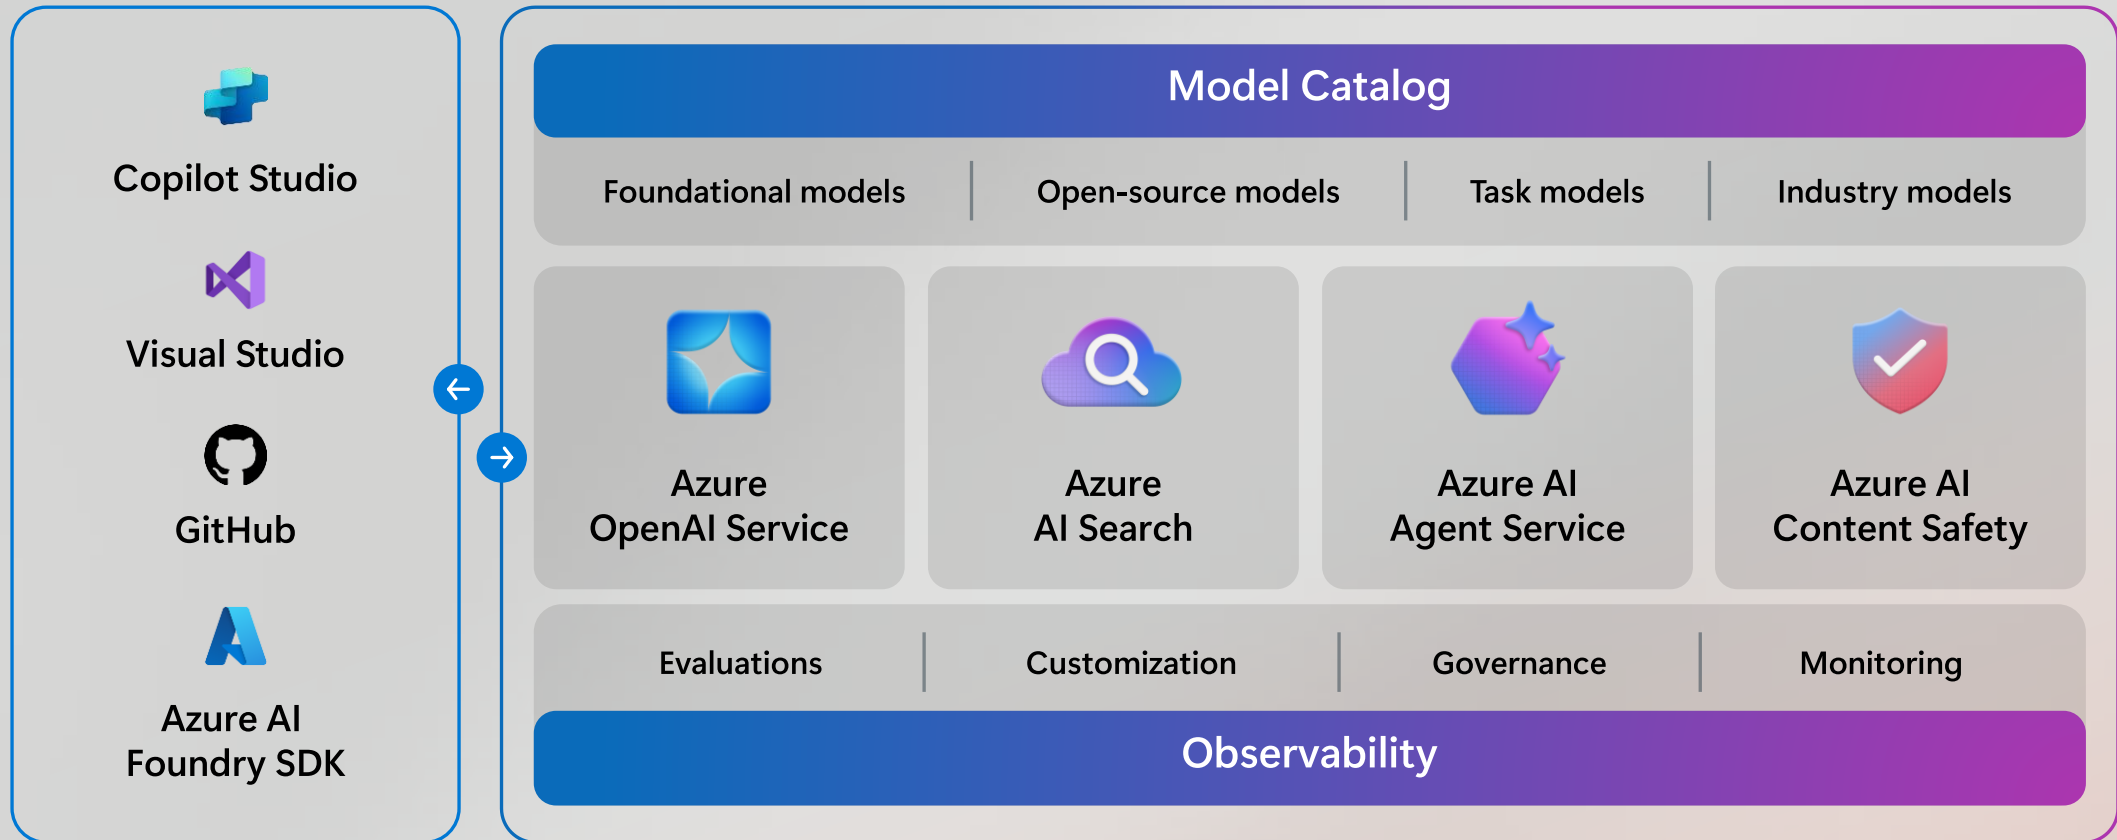 Copilot Studio
Visual Studio
GitHub
Azure AI
Foundry SDK
Model Catalog
Foundational models
Open-source models
Task models
Industry models
Azure
OpenAI Service
Azure
AI Search
Azure AI
Agent Service
Azure AI
Content Safety
Evaluations
Customization
Governance
Monitoring
Observability